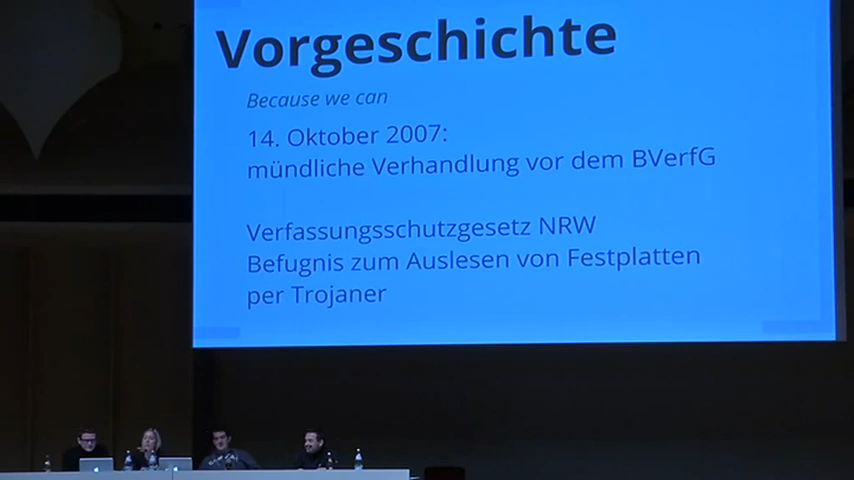 Vorgeschichte
Because we can
14. Oktober 2007:
mündliche Verhandlung vor dem BVerfG
Verfassungsschutzgesetz NRW
Befugnis zum Auslesen von Festplatten
per Trojaner